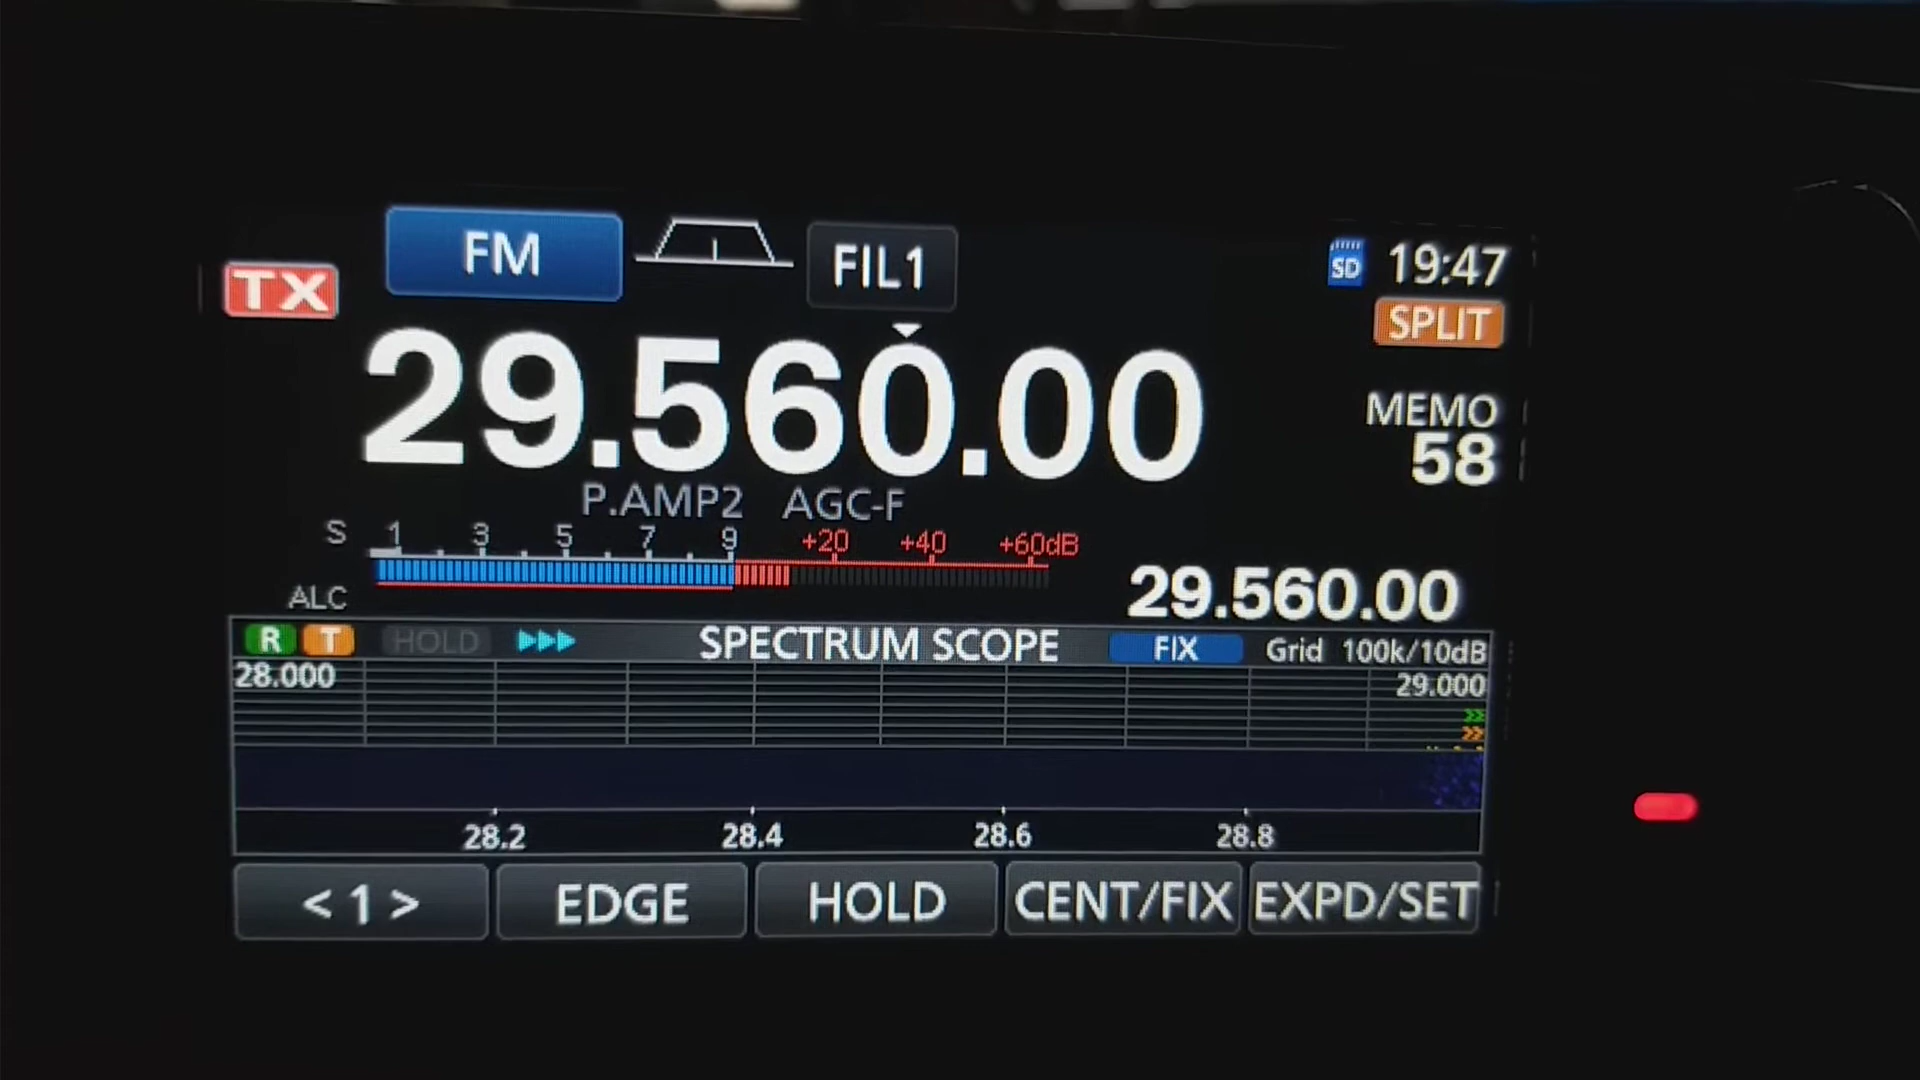 FM FIL1 SD 19:47
TX SPLIT
29.560.00
MEMO
58
P.AMP2 AGC-F
S 1 3 5 7 9 +20 +40 +60dB
ALC 29.560.00
R T HOLD SPECTRUM SCOPE FIX Grid 100k/10dB
28.000 29.000
28.2 28.4 28.6 28.8
< 1 > EDGE HOLD CENT/FIX EXPD/SET